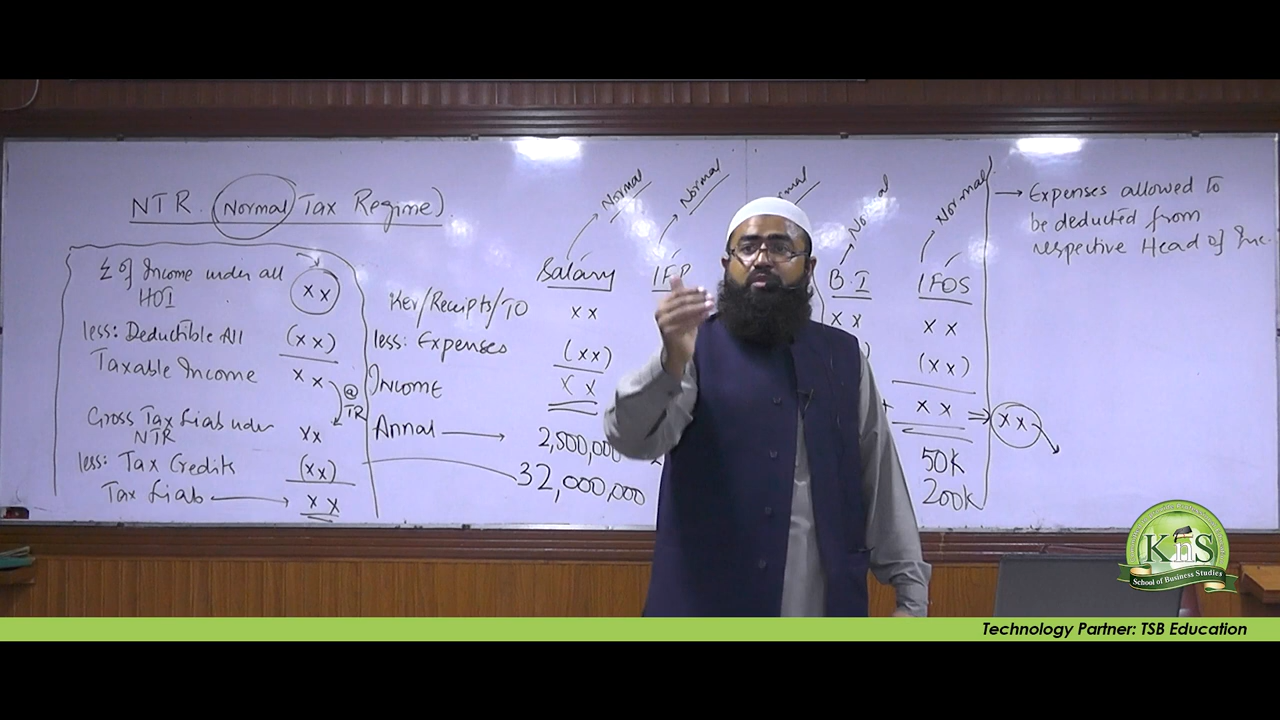 NTR (Normal Tax Regime)
Σ of Income under all
HOI
xx
less: Deductible All
(xx)
Taxable Income
xx
@
TR
Gross Tax Liab under
NTR
xx
less: Tax Credits
(xx)
Tax Liab → xx
Normal
Normal
Normal
Normal
Salary
B.I
IFOS
Rev/Receipts/TO
xx
xx
xx
less: Expenses
(xx)
(xx)
Income
xx
xx
⇒ xx
Annal → 2,500,000
50K
32,000,000
200K
→ Expenses allowed to
be deducted from
respective Head of Inc.
KnS
School of Business Studies
Technology Partner: TSB Education